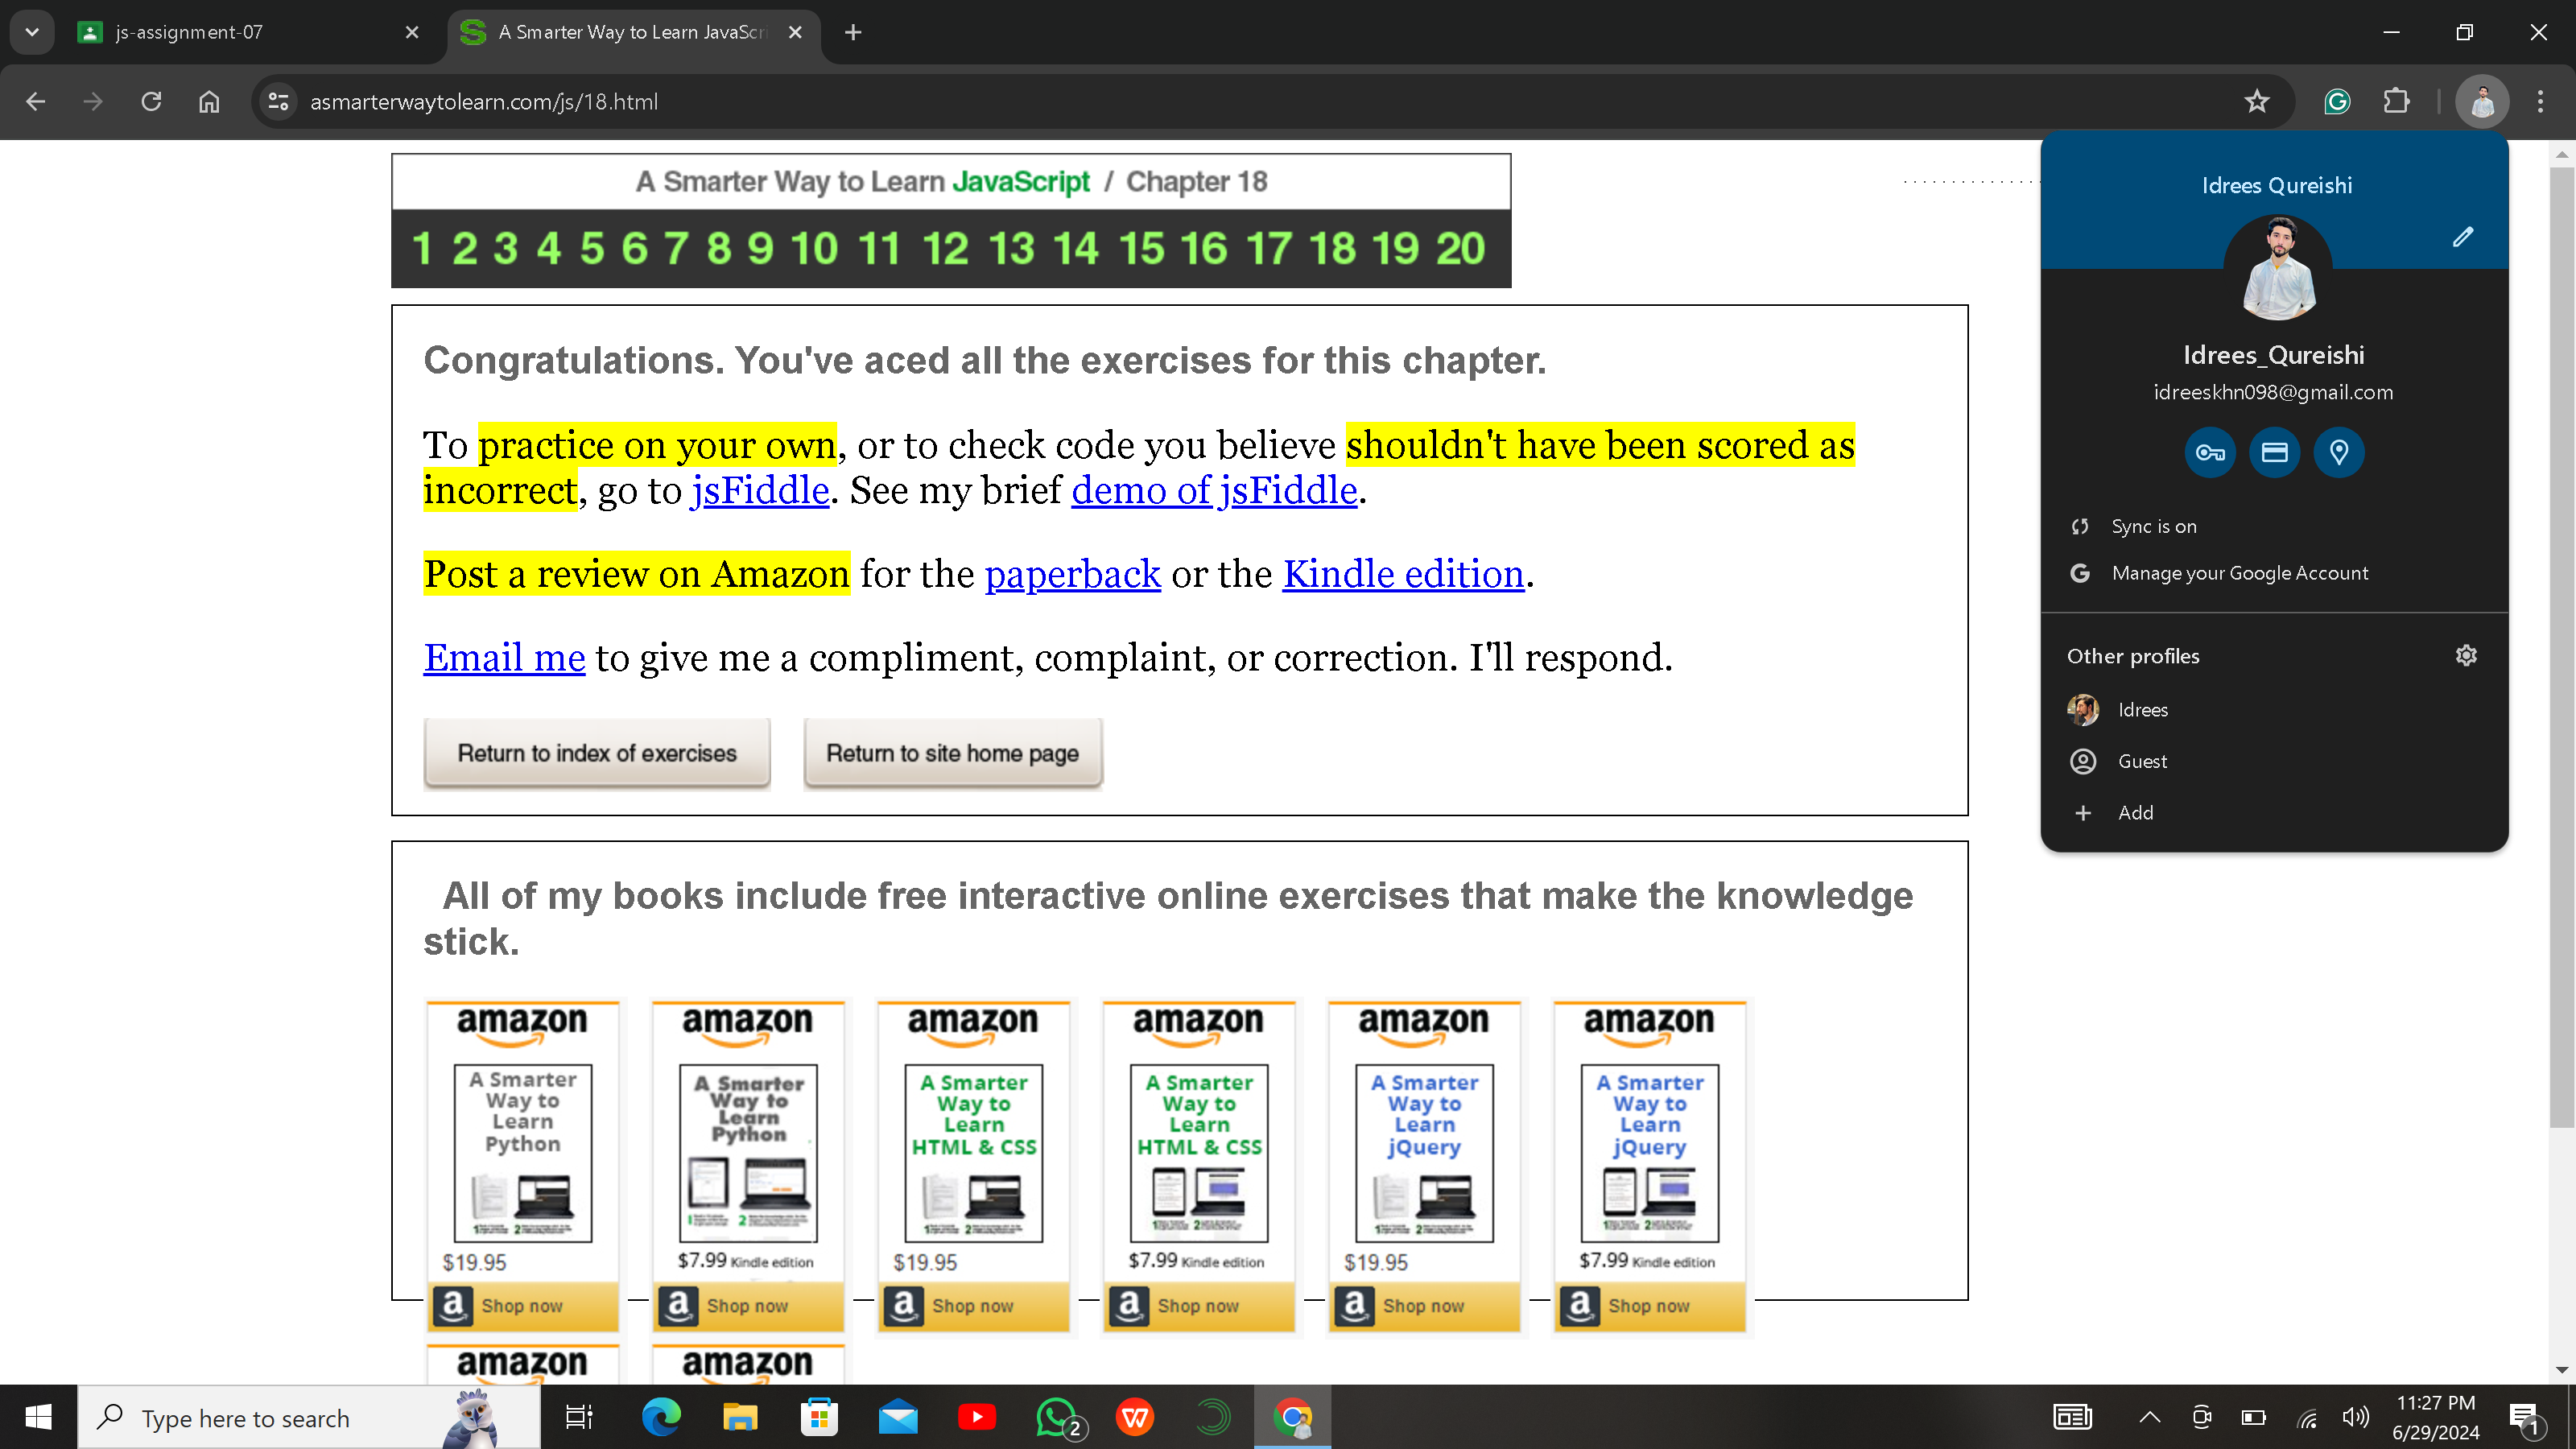 js-assignment-07
A Smarter Way to Learn JavaScri
asmarterwaytolearn.com/js/18.html
A Smarter Way to Learn JavaScript / Chapter 18
1 2 3 4 5 6 7 8 9 10 11 12 13 14 15 16 17 18 19 20
Congratulations. You've aced all the exercises for this chapter.
To practice on your own, or to check code you believe shouldn't have been scored as
incorrect, go to jsFiddle. See my brief demo of jsFiddle.
Post a review on Amazon for the paperback or the Kindle edition.
Email me to give me a compliment, complaint, or correction. I'll respond.
Return to index of exercises
Return to site home page
Idrees Qureishi
Idrees_Qureishi
idreeskhn098@gmail.com
Sync is on
G Manage your Google Account
Other profiles
Idrees
Guest
Add
All of my books include free interactive online exercises that make the knowledge
stick.
amazon
A Smarter
Way to
Learn
Python
$19.95
a Shop now
amazon
A Smarter
Way to
Learn
Python
$7.99 Kindle edition
a Shop now
amazon
A Smarter
Way to
Learn
HTML & CSS
$19.95
a Shop now
amazon
A Smarter
Way to
Learn
HTML & CSS
$7.99 Kindle edition
a Shop now
amazon
A Smarter
Way to
Learn
jQuery
$19.95
a Shop now
amazon
A Smarter
Way to
Learn
jQuery
$7.99 Kindle edition
a Shop now
amazon
amazon
Type here to search
2
11:27 PM
6/29/2024
1